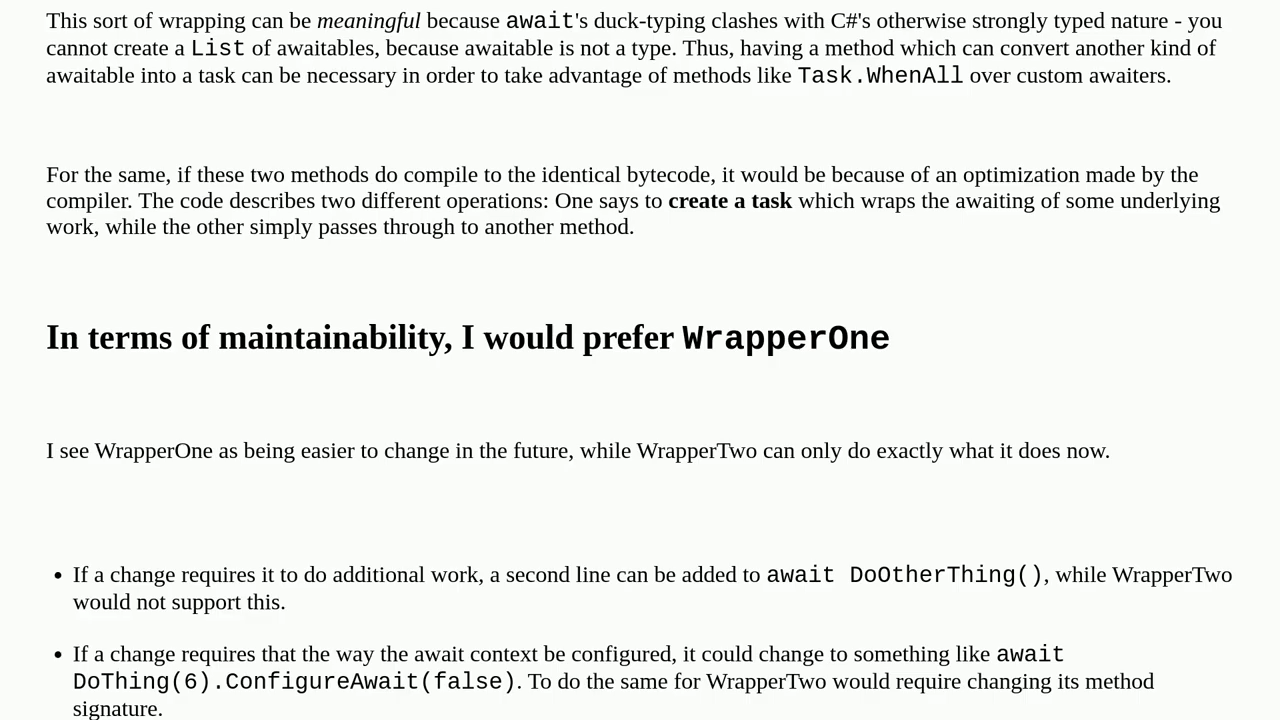 This sort of wrapping can be meaningful because await's duck-typing clashes with C#'s otherwise strongly typed nature - you
cannot create a List of awaitables, because awaitable is not a type. Thus, having a method which can convert another kind of
awaitable into a task can be necessary in order to take advantage of methods like Task.WhenAll over custom awaiters.
For the same, if these two methods do compile to the identical bytecode, it would be because of an optimization made by the
compiler. The code describes two different operations: One says to create a task which wraps the awaiting of some underlying
work, while the other simply passes through to another method.
In terms of maintainability, I would prefer WrapperOne
I see WrapperOne as being easier to change in the future, while WrapperTwo can only do exactly what it does now.
• If a change requires it to do additional work, a second line can be added to await DoOtherThing(), while WrapperTwo
would not support this.
• If a change requires that the way the await context be configured, it could change to something like await
DoThing(6).ConfigureAwait(false). To do the same for WrapperTwo would require changing its method
signature.